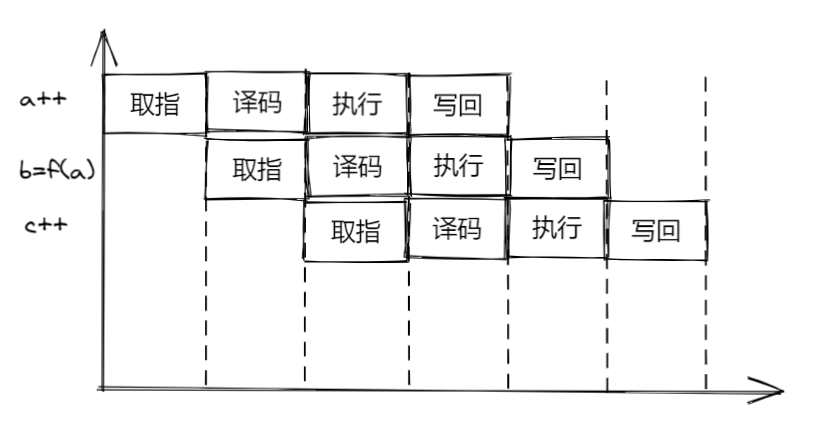 a++ 取指 译码 执行 写回
b=f(a) 取指 译码 执行 写回
c++ 取指 译码 执行 写回